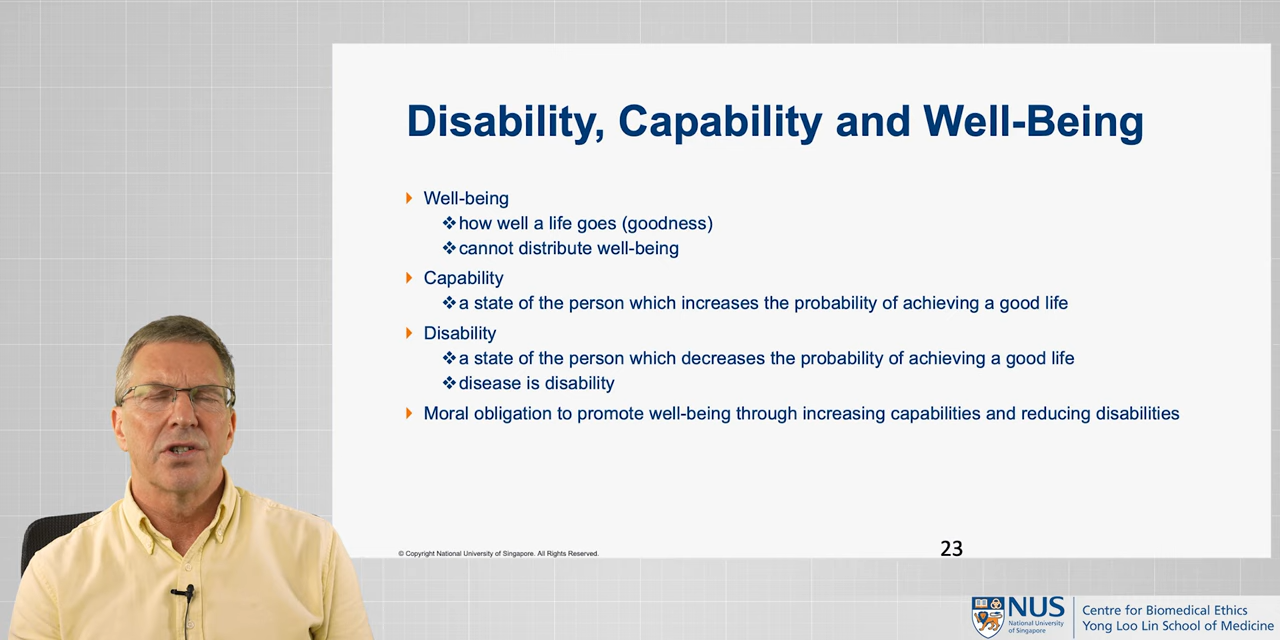 Disability, Capability and Well-Being
Well-being
❖how well a life goes (goodness)
❖cannot distribute well-being
Capability
❖a state of the person which increases the probability of achieving a good life
Disability
❖a state of the person which decreases the probability of achieving a good life
❖disease is disability
Moral obligation to promote well-being through increasing capabilities and reducing disabilities
© Copyright National University of Singapore. All Rights Reserved.
23
NUS
National University
of Singapore
Centre for Biomedical Ethics
Yong Loo Lin School of Medicine